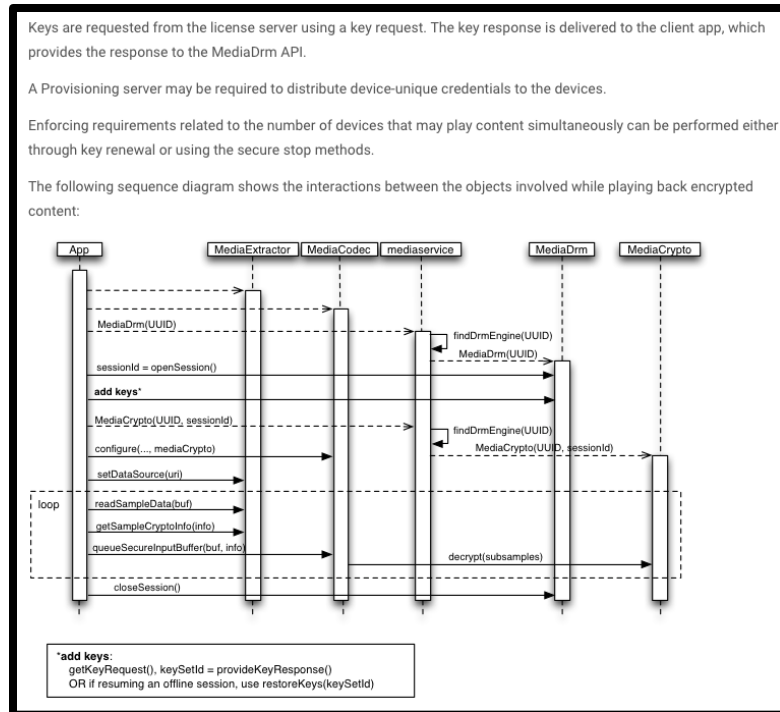 Keys are requested from the license server using a key request. The key response is delivered to the client app, which
provides the response to the MediaDrm API.
A Provisioning server may be required to distribute device-unique credentials to the devices.
Enforcing requirements related to the number of devices that may play content simultaneously can be performed either
through key renewal or using the secure stop methods.
The following sequence diagram shows the interactions between the objects involved while playing back encrypted
content:
App
MediaExtractor
MediaCodec
mediaservice
MediaDrm
MediaCrypto
MediaDrm(UUID)
findDrmEngine(UUID)
MediaDrm(UUID)
sessionId = openSession()
add keys*
MediaCrypto(UUID, sessionId)
findDrmEngine(UUID)
configure(..., mediaCrypto)
MediaCrypto(UUID, sessionId)
setDataSource(uri)
loop
readSampleData(buf)
getSampleCryptoInfo(info)
queueSecureInputBuffer(buf, info)
decrypt(subsamples)
closeSession()
*add keys:
getKeyRequest(), keySetId = provideKeyResponse()
OR if resuming an offline session, use restoreKeys(keySetId)